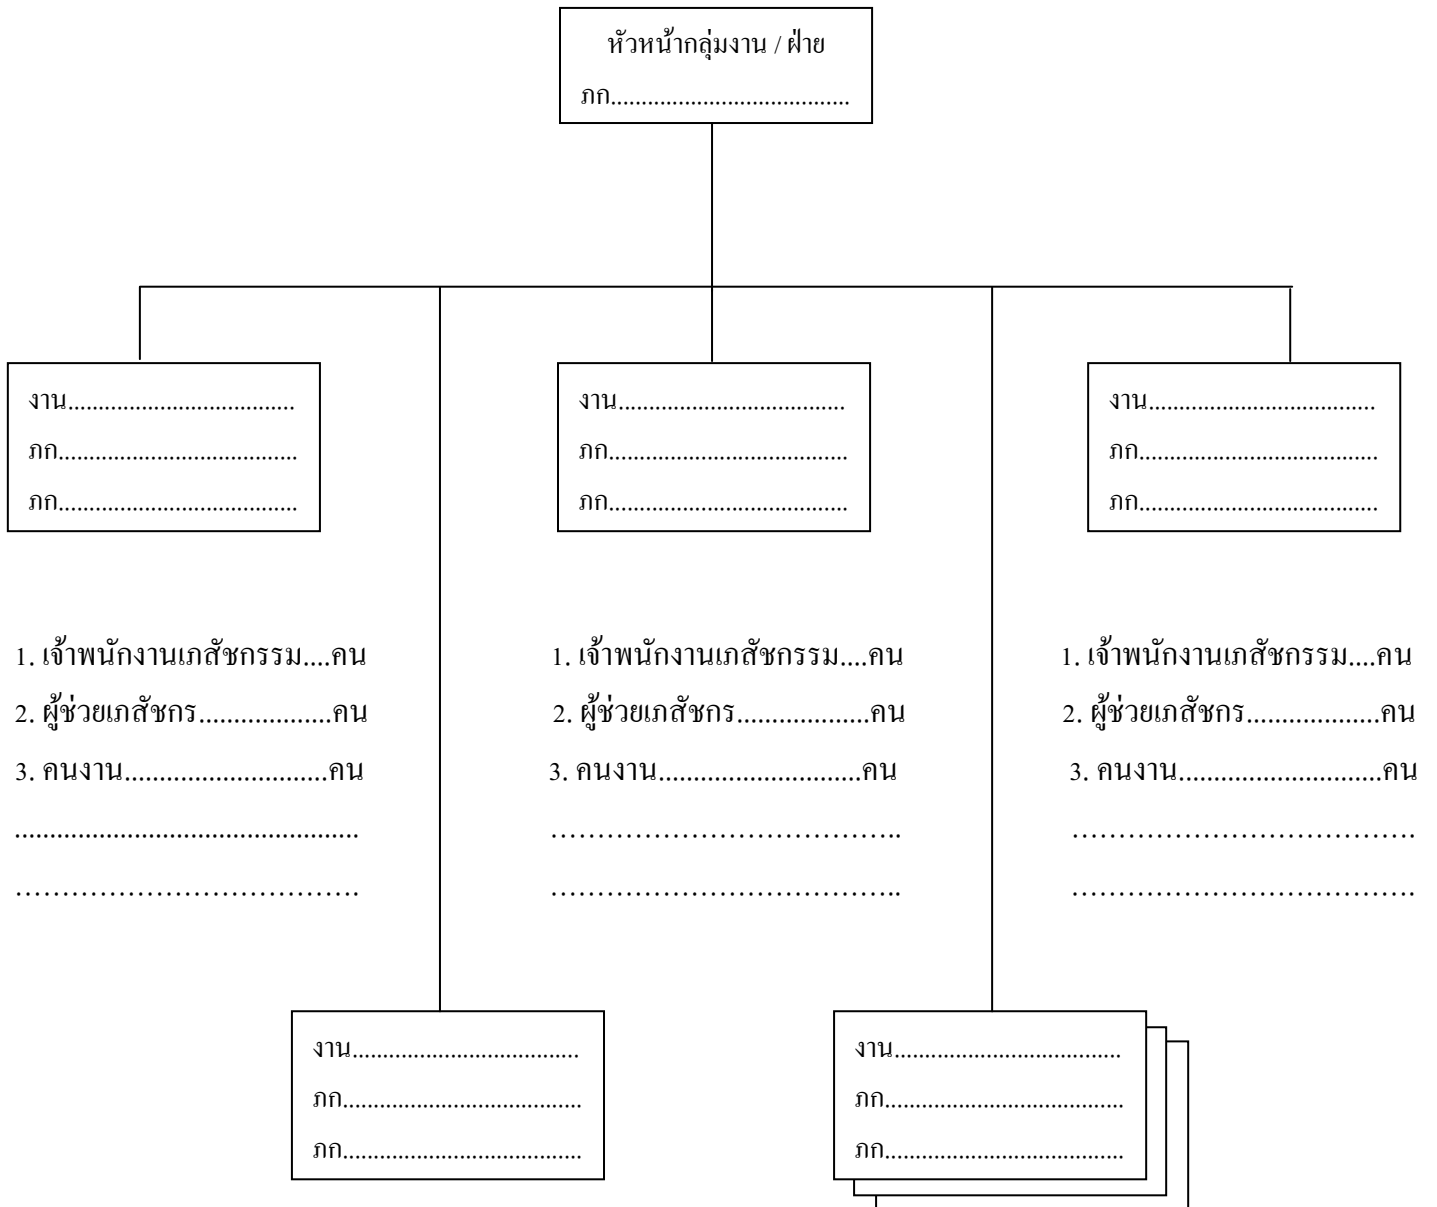 หัวหน้ากลุ่มงาน / ฝ่าย
ภก.......................................
งาน.....................................
ภก.......................................
ภก.......................................
งาน.....................................
ภก.......................................
ภก.......................................
งาน.....................................
ภก.......................................
ภก.......................................
1. เจ้าพนักงานเภสัชกรรม....คน
2. ผู้ช่วยเภสัชกร...................คน
3. คนงาน.............................คน
.................................................
……………………………….
1. เจ้าพนักงานเภสัชกรรม....คน
2. ผู้ช่วยเภสัชกร...................คน
3. คนงาน.............................คน
………………………………..
………………………………..
1. เจ้าพนักงานเภสัชกรรม....คน
2. ผู้ช่วยเภสัชกร...................คน
3. คนงาน.............................คน
……………………………….
……………………………….
งาน.....................................
ภก.......................................
ภก.......................................
งาน.....................................
ภก.......................................
ภก.......................................